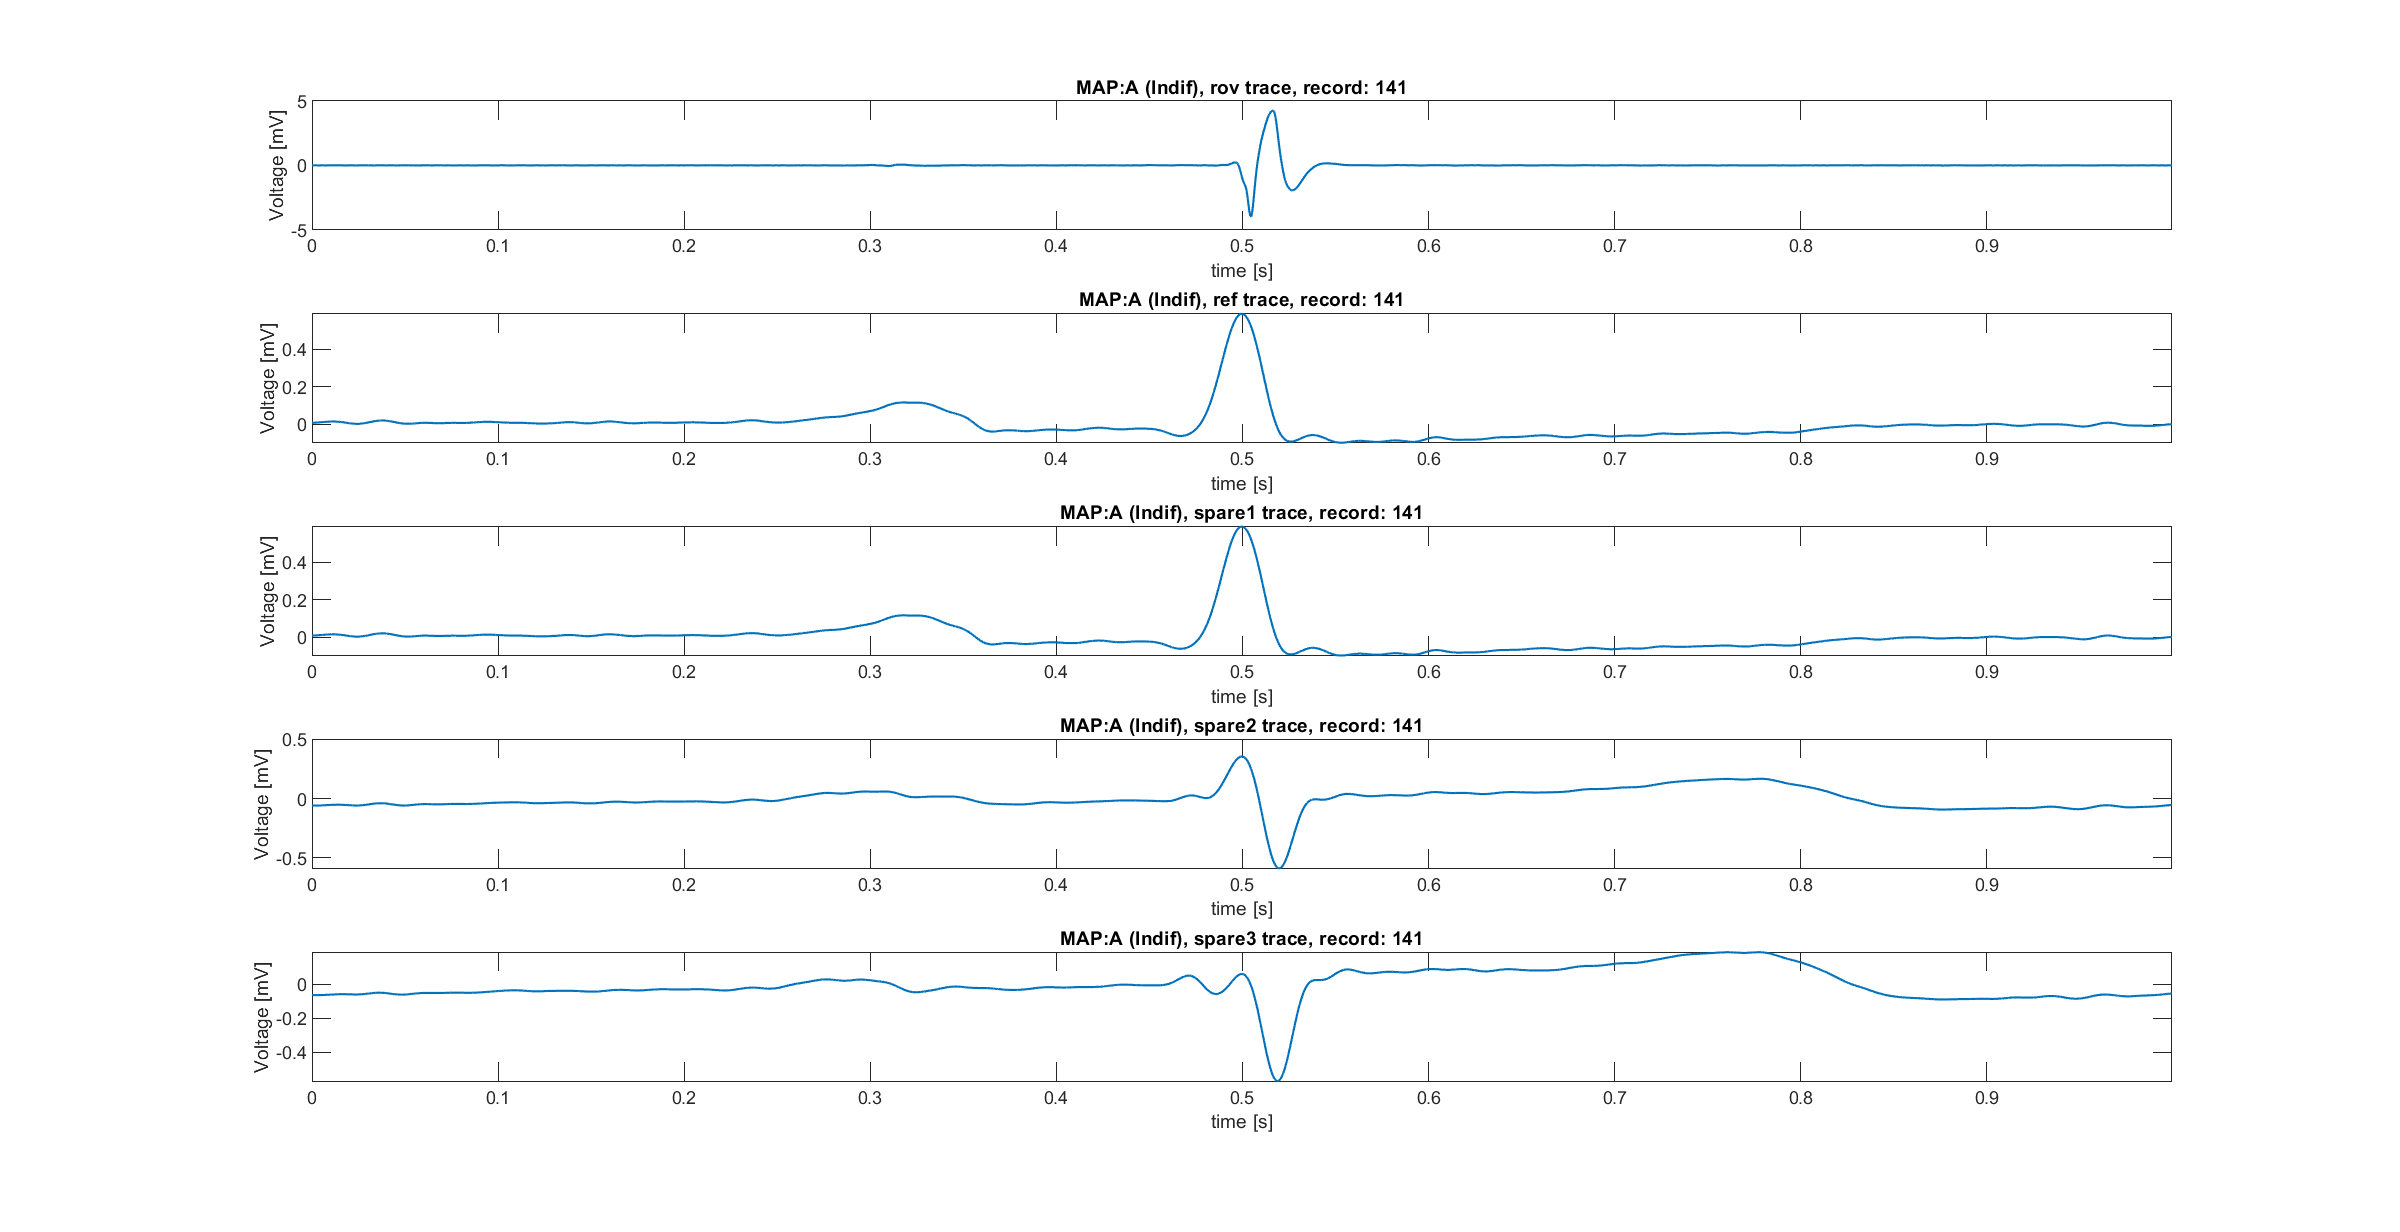 MAP:A (Indif), rov trace, record: 141
Voltage [mV]
5
0
-5
0 0.1 0.2 0.3 0.4 0.5 0.6 0.7 0.8 0.9
time [s]
MAP:A (Indif), ref trace, record: 141
Voltage [mV]
0.4
0.2
0
0 0.1 0.2 0.3 0.4 0.5 0.6 0.7 0.8 0.9
time [s]
MAP:A (Indif), spare1 trace, record: 141
Voltage [mV]
0.4
0.2
0
0 0.1 0.2 0.3 0.4 0.5 0.6 0.7 0.8 0.9
time [s]
MAP:A (Indif), spare2 trace, record: 141
Voltage [mV]
0.5
0
-0.5
0 0.1 0.2 0.3 0.4 0.5 0.6 0.7 0.8 0.9
time [s]
MAP:A (Indif), spare3 trace, record: 141
Voltage [mV]
0
-0.2
-0.4
0 0.1 0.2 0.3 0.4 0.5 0.6 0.7 0.8 0.9
time [s]